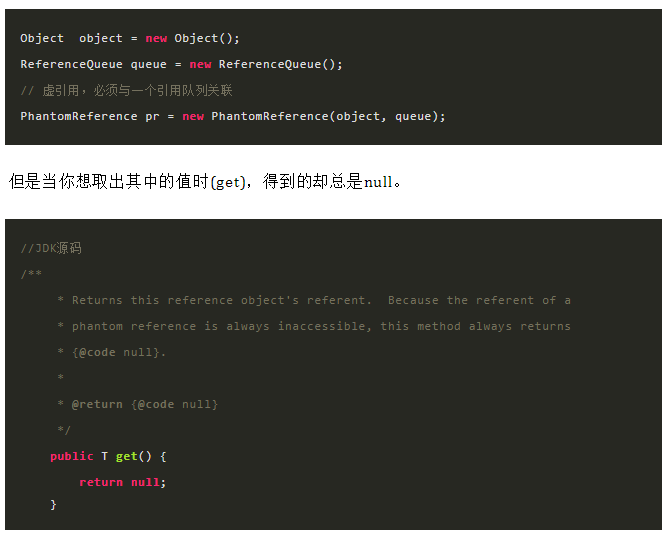 Object  object = new Object();
ReferenceQueue queue = new ReferenceQueue();
// 虚引用，必须与一个引用队列关联
PhantomReference pr = new PhantomReference(object, queue);
但是当你想取出其中的值时(get)，得到的却总是null。
//JDK源码
/**
     * Returns this reference object's referent.  Because the referent of a
     * phantom reference is always inaccessible, this method always returns
     * {@code null}.
     *
     * @return {@code null}
     */
    public T get() {
        return null;
    }